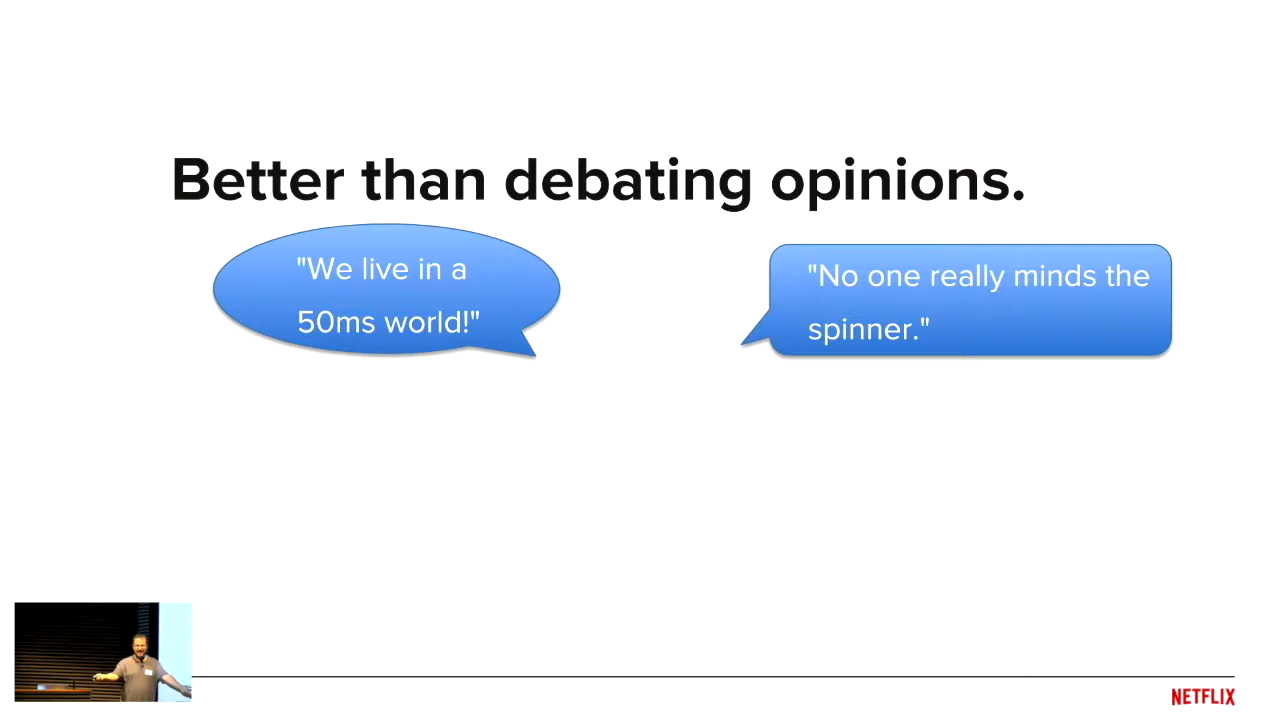 Better than debating opinions.
"We live in a
50ms world!"
"No one really minds the
spinner."
NETFLIX